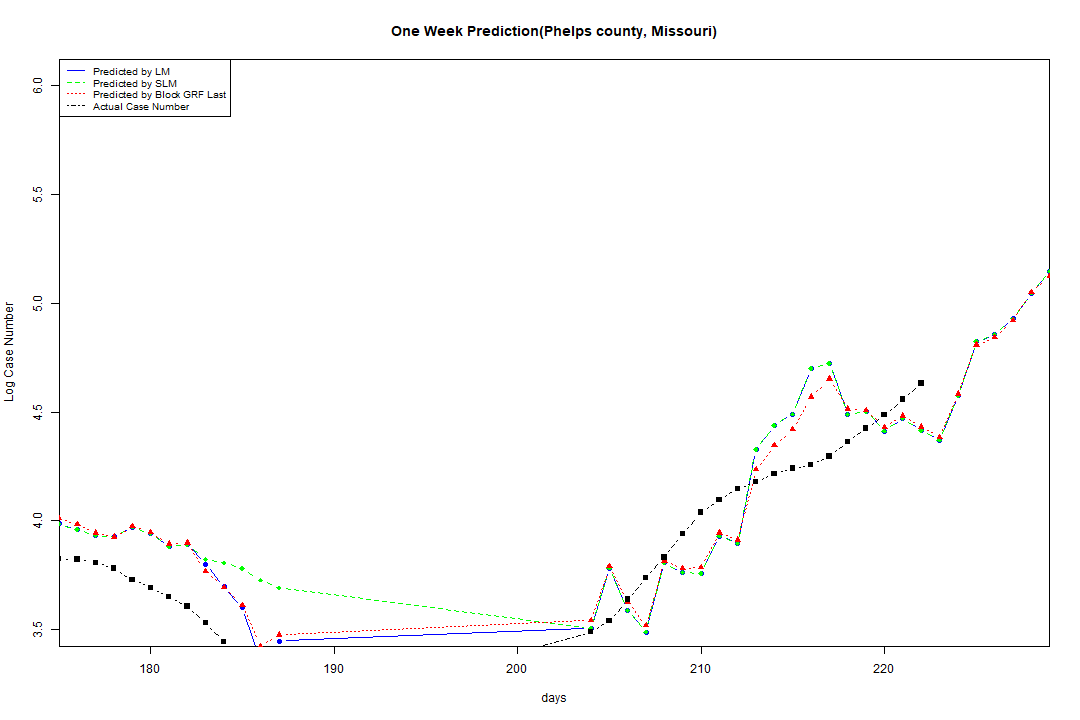 One Week Prediction(Phelps county, Missouri)
Predicted by LM
Predicted by SLM
Predicted by Block GRF Last
Actual Case Number
6.0
5.5
5.0
4.5
4.0
3.5
Log Case Number
180 190 200 210 220
days